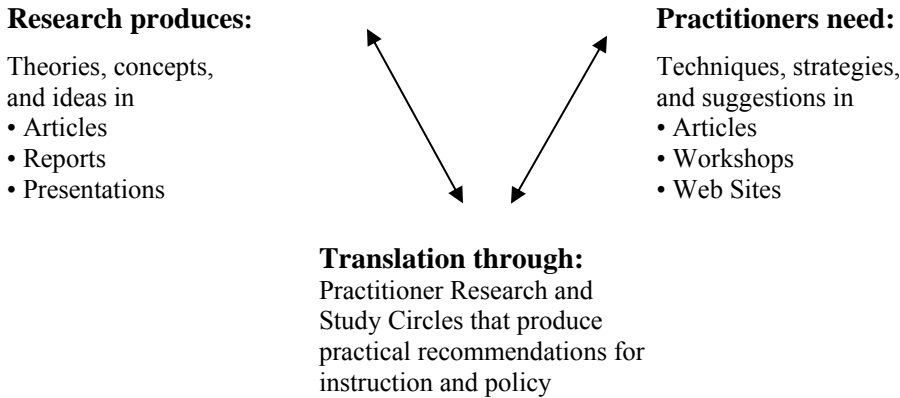 Research produces:
Theories, concepts,
and ideas in
• Articles
• Reports
• Presentations
Practitioners need:
Techniques, strategies,
and suggestions in
• Articles
• Workshops
• Web Sites
Translation through:
Practitioner Research and
Study Circles that produce
practical recommendations for
instruction and policy